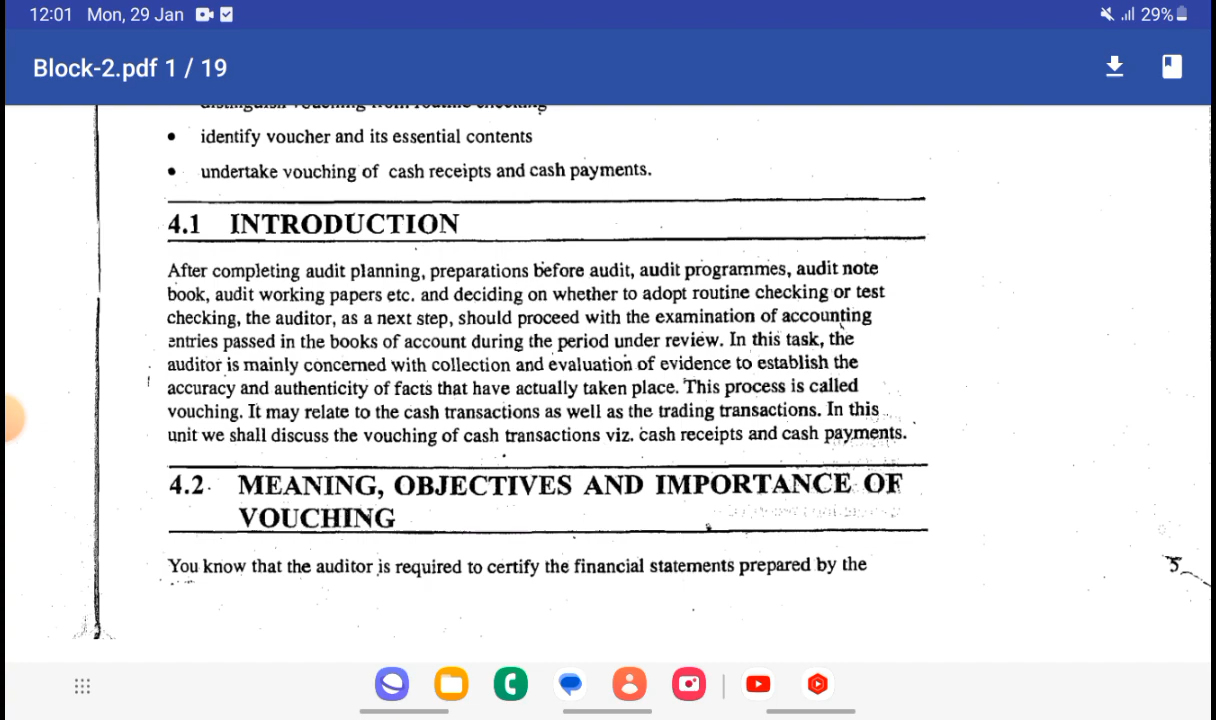 12:01 Mon, 29 Jan
29%
Block-2.pdf 1 / 19
distinguish vouching from routine checking
• identify voucher and its essential contents
• undertake vouching of cash receipts and cash payments.
4.1 INTRODUCTION
After completing audit planning, preparations before audit, audit programmes, audit note
book, audit working papers etc. and deciding on whether to adopt routine checking or test
checking, the auditor, as a next step, should proceed with the examination of accounting
entries passed in the books of account during the period under review. In this task, the
auditor is mainly concerned with collection and evaluation of evidence to establish the
accuracy and authenticity of facts that have actually taken place. This process is called
vouching. It may relate to the cash transactions as well as the trading transactions. In this
unit we shall discuss the vouching of cash transactions viz. cash receipts and cash payments.
4.2 MEANING, OBJECTIVES AND IMPORTANCE OF
VOUCHING
You know that the auditor is required to certify the financial statements prepared by the
5